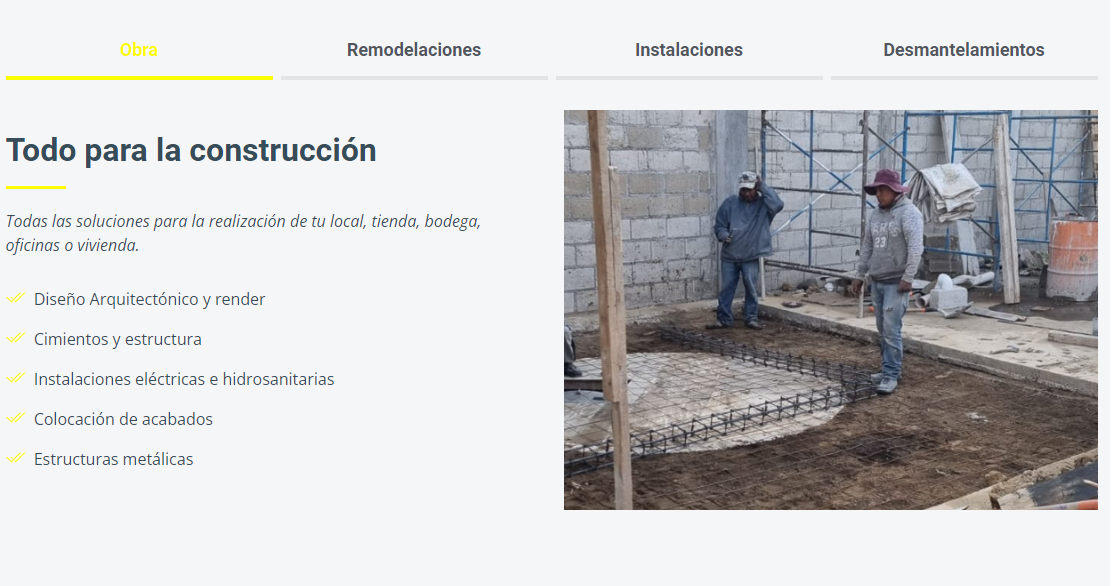 Obra
Remodelaciones
Instalaciones
Desmantelamientos
Todo para la construcción
Todas las soluciones para la realización de tu local, tienda, bodega,
oficinas o vivienda.
Diseño Arquitectónico y render
Cimientos y estructura
Instalaciones eléctricas e hidrosanitarias
Colocación de acabados
Estructuras metálicas
23